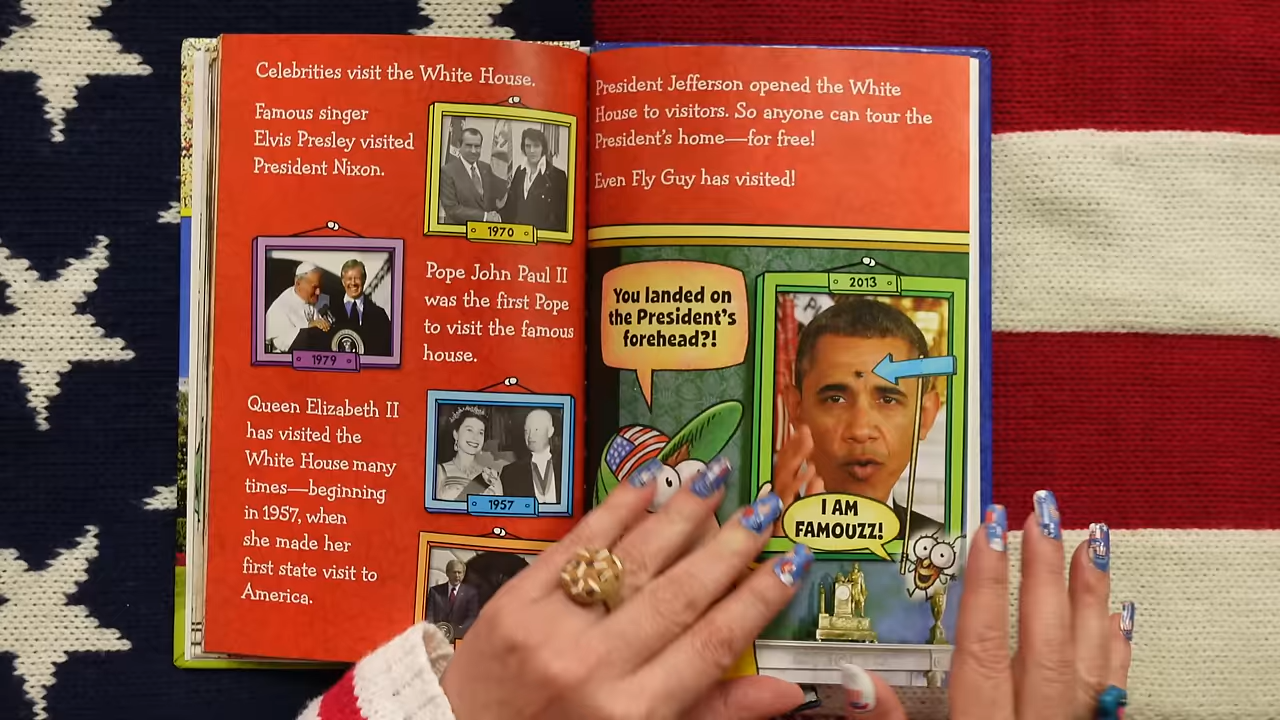 Celebrities visit the White House.
Famous singer
Elvis Presley visited
President Nixon.
1970
Pope John Paul II
was the first Pope
to visit the famous
house.
1979
Queen Elizabeth II
has visited the
White House many
times—beginning
in 1957, when
she made her
first state visit to
America.
1957
President Jefferson opened the White
House to visitors. So anyone can tour the
President's home—for free!
Even Fly Guy has visited!
You landed on
the President's
forehead?!
2013
I AM
FAMOUZZ!